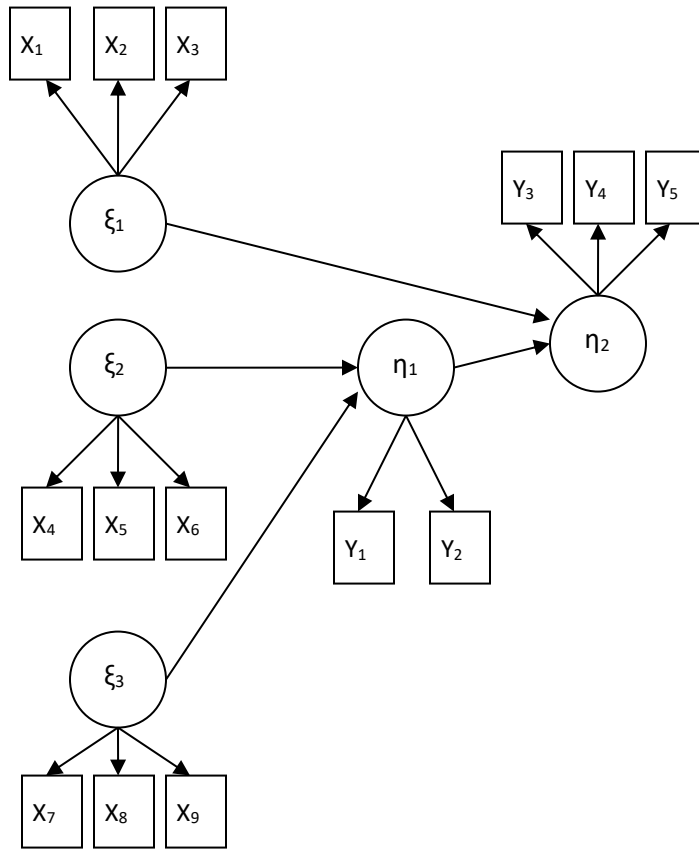 X₁ X₂ X₃
Y₃ Y₄ Y₅
ξ₁
ξ₂ η₁ η₂
X₄ X₅ X₆
Y₁ Y₂
ξ₃
X₇ X₈ X₉